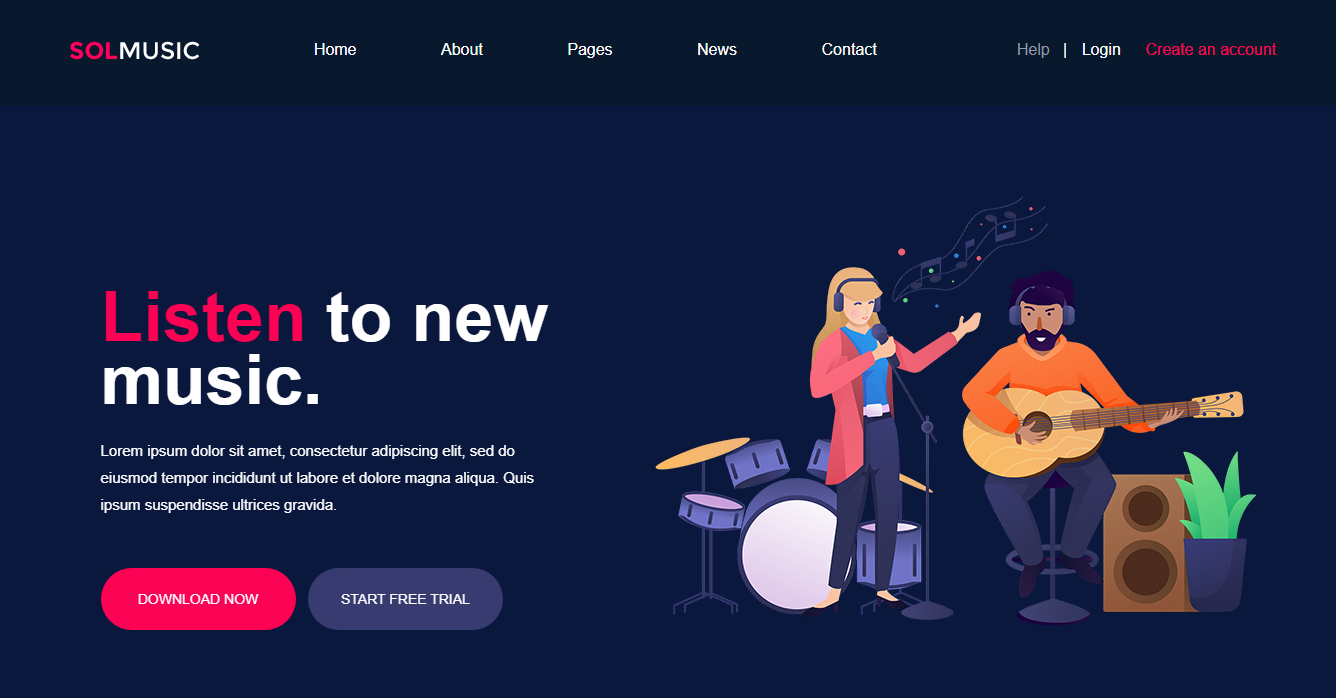 SOLMUSIC Home About Pages News Contact Help | Login Create an account
Listen to new
music.
Lorem ipsum dolor sit amet, consectetur adipiscing elit, sed do
eiusmod tempor incididunt ut labore et dolore magna aliqua. Quis
ipsum suspendisse ultrices gravida.
DOWNLOAD NOW START FREE TRIAL